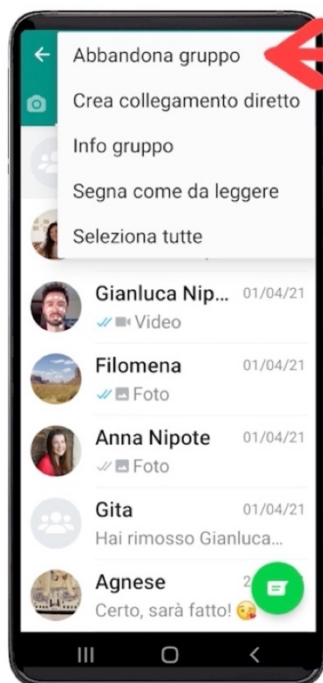 Abbandona gruppo
Crea collegamento diretto
Info gruppo
Segna come da leggere
Seleziona tutte
Gianluca Nip... 01/04/21
Video
Filomena 01/04/21
Foto
Anna Nipote 01/04/21
Foto
Gita 01/04/21
Hai rimosso Gianluca...
Agnese 2
Certo, sarà fatto! 😘